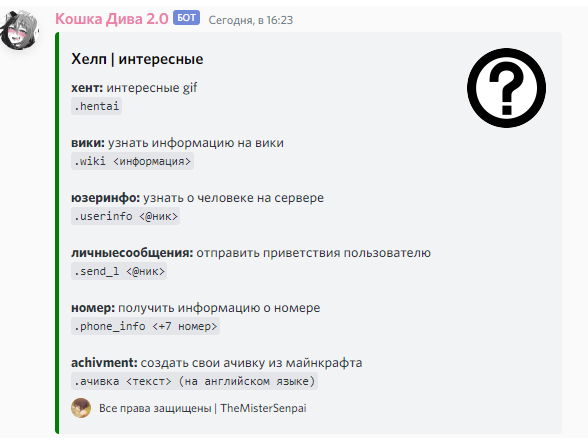 Кошка Дива 2.0 БОТ Сегодня, в 16:23
Хелп | интересные
хент: интересные gif
.hentai
вики: узнать информацию на вики
.wiki <информация>
юзеринфо: узнать о человеке на сервере
.userinfo <@ник>
личныесообщения: отправить приветствия пользователю
.send_l <@ник>
номер: получить информацию о номере
.phone_info <+7 номер>
achivment: создать свои ачивку из майнкрафта
.ачивка <текст> (на английском языке)
Все права защищены | TheMisterSenpai